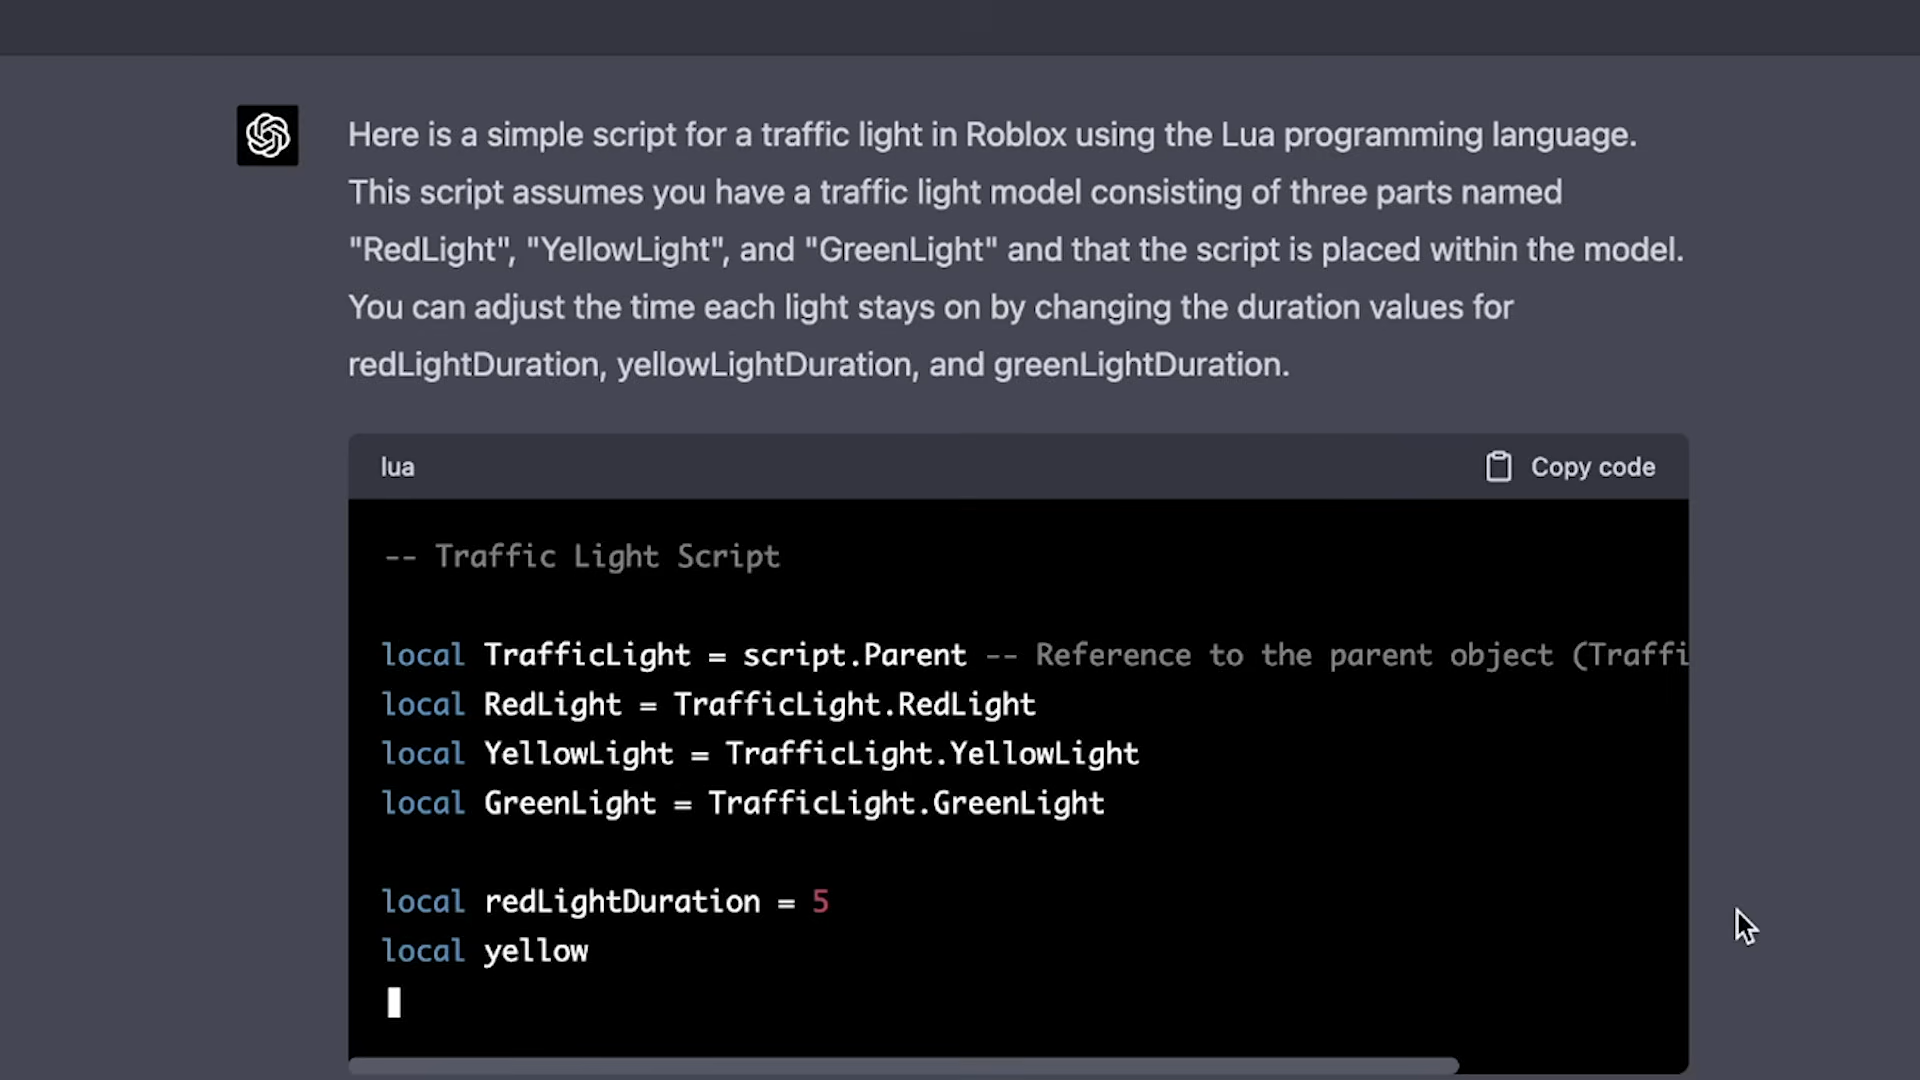 Here is a simple script for a traffic light in Roblox using the Lua programming language.
This script assumes you have a traffic light model consisting of three parts named
"RedLight", "YellowLight", and "GreenLight" and that the script is placed within the model.
You can adjust the time each light stays on by changing the duration values for
redLightDuration, yellowLightDuration, and greenLightDuration.
lua
Copy code
-- Traffic Light Script
local TrafficLight = script.Parent -- Reference to the parent object (Traffi
local RedLight = TrafficLight.RedLight
local YellowLight = TrafficLight.YellowLight
local GreenLight = TrafficLight.GreenLight
local redLightDuration = 5
local yellow